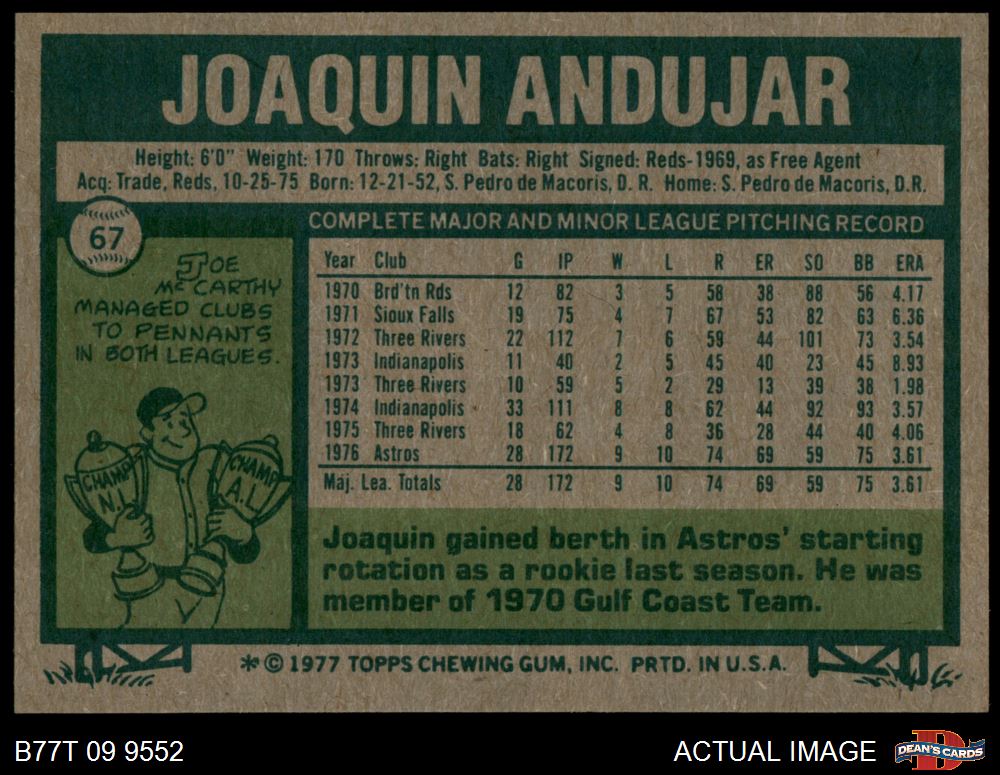 JOAQUIN ANDUJAR
Height: 6'0" Weight: 170 Throws: Right Bats: Right Signed: Reds-1969, as Free Agent
Acq: Trade, Reds, 10-25-75 Born: 12-21-52, S. Pedro de Macoris, D. R. Home: S. Pedro de Macoris, D.R.
67
JOE
McCARTHY
MANAGED CLUBS
TO PENNANTS
IN BOTH LEAGUES.
CHAMP N.L.
CHAMP A.L.
COMPLETE MAJOR AND MINOR LEAGUE PITCHING RECORD
Year Club G IP W L R ER SO BB ERA
1970 Brd'tn Rds 12 82 3 5 58 38 88 56 4.17
1971 Sioux Falls 19 75 4 7 67 53 82 63 6.36
1972 Three Rivers 22 112 7 6 59 44 101 73 3.54
1973 Indianapolis 11 40 2 5 45 40 23 45 8.93
1973 Three Rivers 10 59 5 2 29 13 39 38 1.98
1974 Indianapolis 33 111 8 8 62 44 92 93 3.57
1975 Three Rivers 18 62 4 8 36 28 44 40 4.06
1976 Astros 28 172 9 10 74 69 59 75 3.61
Maj. Lea. Totals 28 172 9 10 74 69 59 75 3.61
Joaquin gained berth in Astros' starting
rotation as a rookie last season. He was
member of 1970 Gulf Coast Team.
*© 1977 TOPPS CHEWING GUM, INC. PRTD. IN U.S.A.
B77T 09 9552
ACTUAL IMAGE
D
DEAN'S CARDS